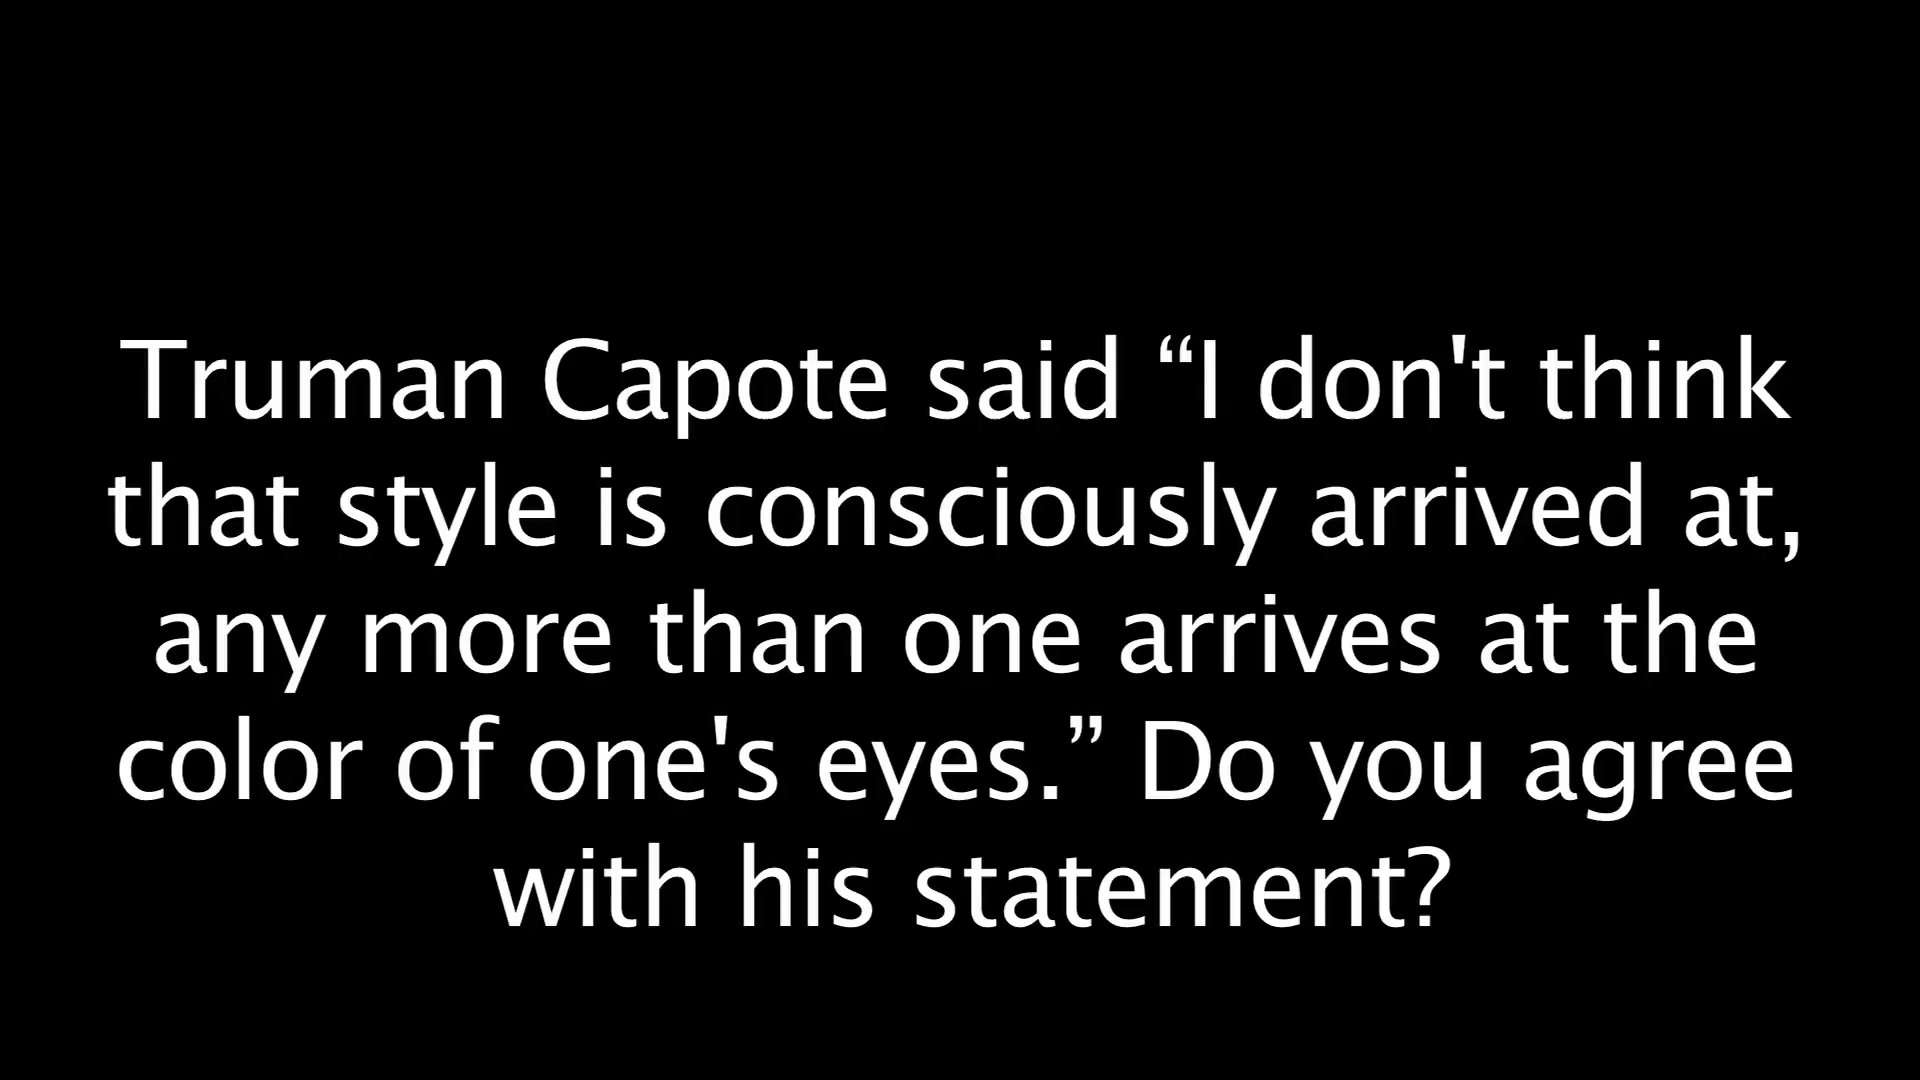 Truman Capote said “I don't think
that style is consciously arrived at,
any more than one arrives at the
color of one's eyes.” Do you agree
with his statement?